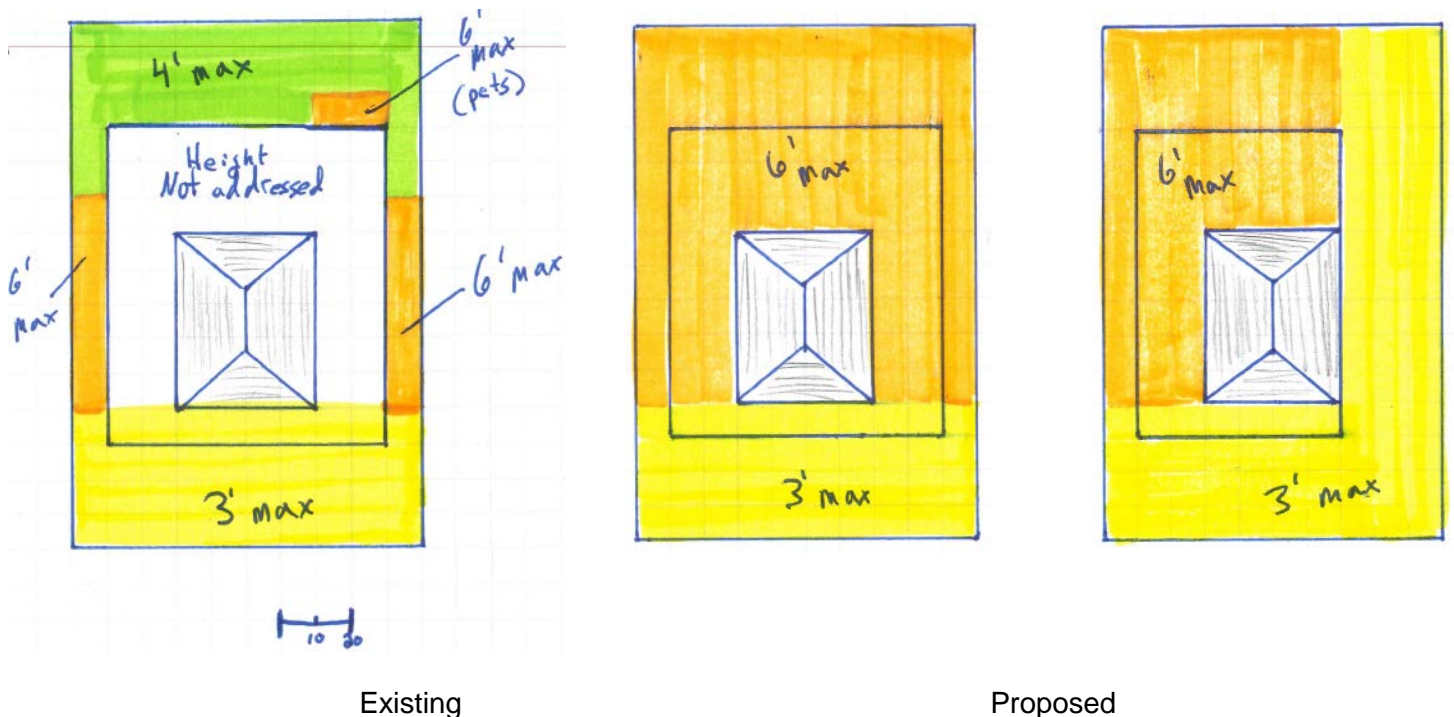 4' max
6'
max
(pets)
Height
Not addressed
6'
max
6' max
3' max
10 20
6' max
3' max
6' max
3' max
Existing
Proposed